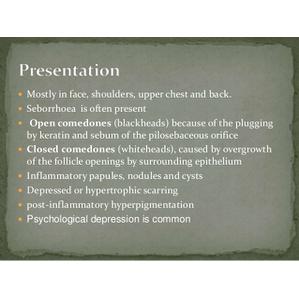 Presentation
Mostly in face, shoulders, upper chest and back.
Seborrhoea is often present
Open comedones (blackheads) because of the plugging
by keratin and sebum of the pilosebaceous orifice
Closed comedones (whiteheads), caused by overgrowth
of the follicle openings by surrounding epithelium
Inflammatory papules, nodules and cysts
Depressed or hypertrophic scarring
post-inflammatory hyperpigmentation
Psychological depression is common